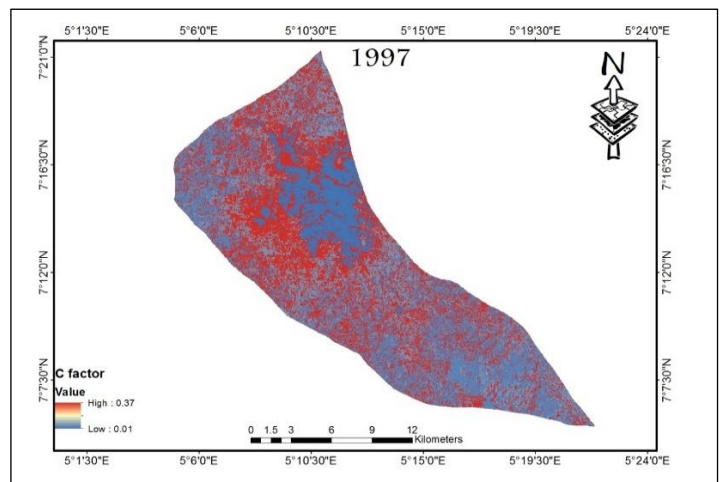 5°1'30"E 5°6'0"E 5°10'30"E 5°15'0"E 5°19'30"E 5°24'0"E
1997
N
7°21'0"N 7°21'0"N
7°16'30"N 7°16'30"N
7°12'0"N 7°12'0"N
7°7'30"N 7°7'30"N
C factor
Value
High : 0.37
Low : 0.01
0 1.5 3 6 9 12
Kilometers
5°1'30"E 5°6'0"E 5°10'30"E 5°15'0"E 5°19'30"E 5°24'0"E